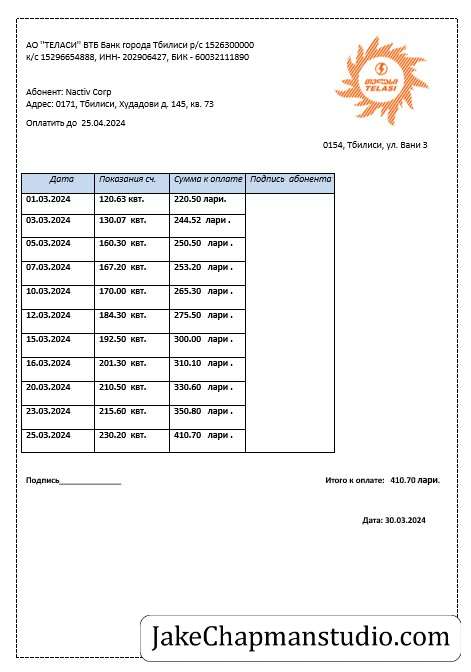 АО "ТЕЛАСИ" ВТБ Банк города Тбилиси р/с 1526300000
к/с 15296654888, ИНН- 202906427, БИК - 60032111890
TELASI
Абонент: Nactiv Corp
Адрес: 0171, Тбилиси, Худадови д. 145, кв. 73
Оплатить до 25.04.2024
0154, Тбилиси, ул. Вани 3
Дата Показания сч. Сумма к оплате Подпись абонента
01.03.2024 120.63 квт. 220.50 лари.
03.03.2024 130.07 квт. 244.52 лари .
05.03.2024 160.30 квт. 250.50 лари .
07.03.2024 167.20 квт. 253.20 лари .
10.03.2024 170.00 квт. 265.30 лари .
12.03.2024 184.30 квт. 275.50 лари .
15.03.2024 192.50 квт. 300.00 лари .
16.03.2024 201.30 квт. 310.10 лари .
20.03.2024 210.50 квт. 330.60 лари .
23.03.2024 215.60 квт. 350.80 лари .
25.03.2024 230.20 квт. 410.70 лари .
Подпись______________ Итого к оплате: 410.70 лари.
Дата: 30.03.2024
JakeChapmanstudio.com